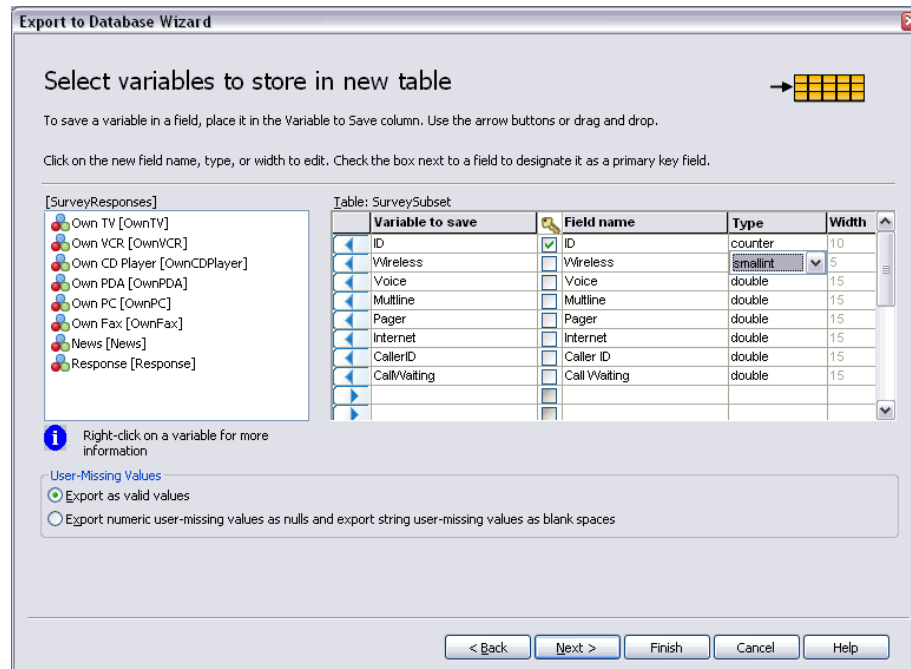 Export to Database Wizard
Select variables to store in new table
To save a variable in a field, place it in the Variable to Save column. Use the arrow buttons or drag and drop.
Click on the new field name, type, or width to edit. Check the box next to a field to designate it as a primary key field.
[SurveyResponses]
Own TV [OwnTV]
Own VCR [OwnVCR]
Own CD Player [OwnCDPlayer]
Own PDA [OwnPDA]
Own PC [OwnPC]
Own Fax [OwnFax]
News [News]
Response [Response]
Table: SurveySubset
Variable to save Field name Type Width
ID ID counter 10
Wireless Wireless smallint 5
Voice Voice double 15
Multline Multline double 15
Pager Pager double 15
Internet Internet double 15
CallerID Caller ID double 15
CallWaiting Call Waiting double 15
Right-click on a variable for more
information
User-Missing Values
Export as valid values
Export numeric user-missing values as nulls and export string user-missing values as blank spaces
< Back Next > Finish Cancel Help